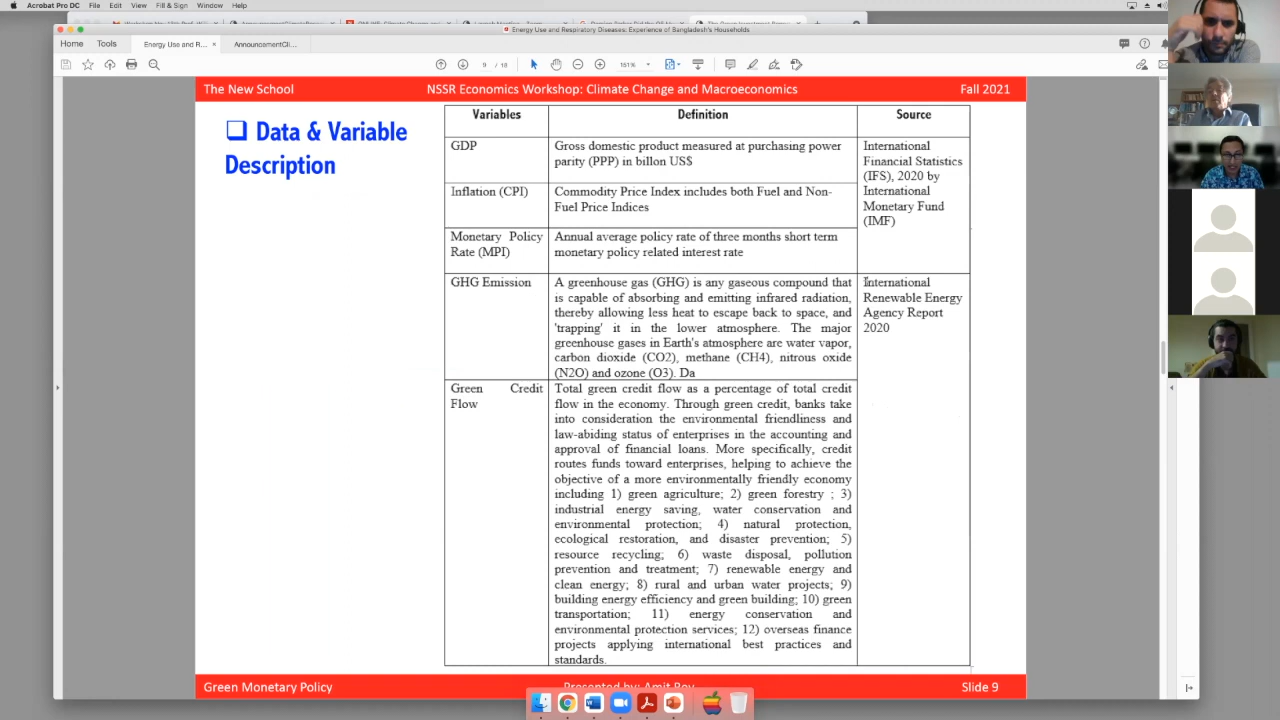 Acrobat Pro DC File Edit View Fill & Sign Window Help
Energy Use and Respiratory Diseases: Experience of Bangladesh's Households
Home Tools Energy Use and R... × AnnouncementCli...
9 / 18 161%
The New School NSSR Economics Workshop: Climate Change and Macroeconomics Fall 2021
Data & Variable
Description
Variables Definition Source
GDP
Gross domestic product measured at purchasing power
parity (PPP) in billon US$
International
Financial Statistics
(IFS), 2020 by
International
Monetary Fund
(IMF)
Inflation (CPI)
Commodity Price Index includes both Fuel and Non-
Fuel Price Indices
Monetary Policy
Rate (MPI)
Annual average policy rate of three months short term
monetary policy related interest rate
GHG Emission
A greenhouse gas (GHG) is any gaseous compound that
is capable of absorbing and emitting infrared radiation,
thereby allowing less heat to escape back to space, and
'trapping' it in the lower atmosphere. The major
greenhouse gases in Earth's atmosphere are water vapor,
carbon dioxide (CO2), methane (CH4), nitrous oxide
(N2O) and ozone (O3). Da
International
Renewable Energy
Agency Report
2020
Green Credit
Flow
Total green credit flow as a percentage of total credit
flow in the economy. Through green credit, banks take
into consideration the environmental friendliness and
law-abiding status of enterprises in the accounting and
approval of financial loans. More specifically, credit
routes funds toward enterprises, helping to achieve the
objective of a more environmentally friendly economy
including 1) green agriculture; 2) green forestry ; 3)
industrial energy saving, water conservation and
environmental protection; 4) natural protection,
ecological restoration, and disaster prevention; 5)
resource recycling; 6) waste disposal, pollution
prevention and treatment; 7) renewable energy and
clean energy; 8) rural and urban water projects; 9)
building energy efficiency and green building; 10) green
transportation; 11) energy conservation and
environmental protection services; 12) overseas finance
projects applying international best practices and
standards.
Green Monetary Policy Presented by: Amit Roy Slide 9